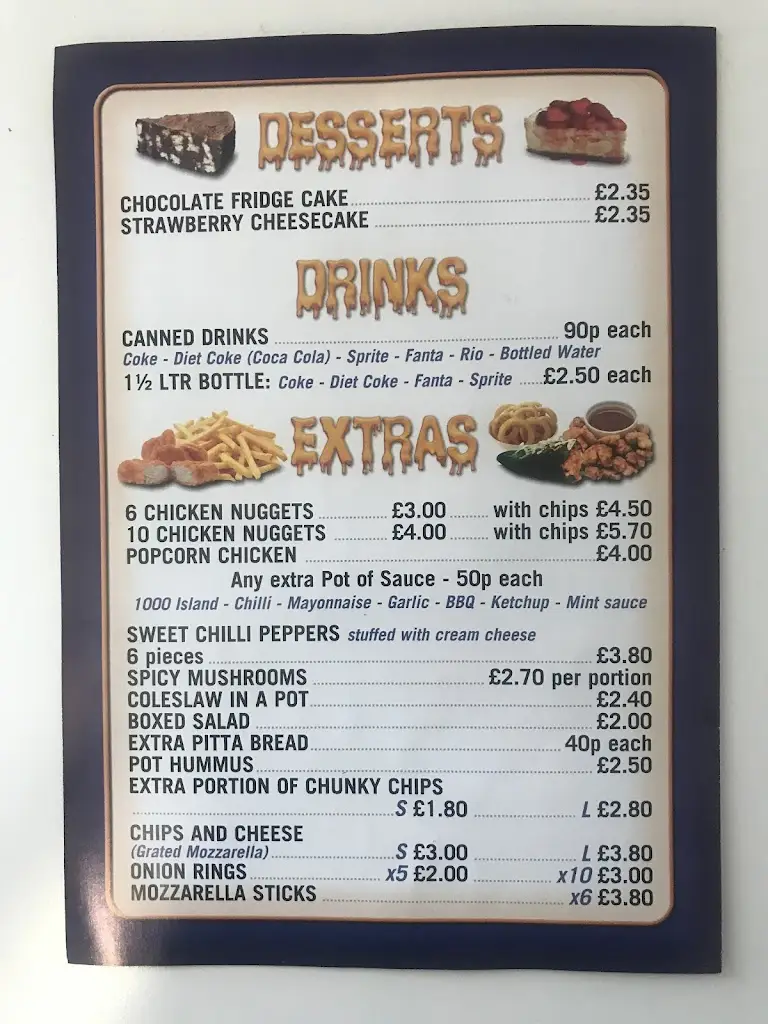 DESSERTS
CHOCOLATE FRIDGE CAKE £2.35
STRAWBERRY CHEESECAKE £2.35
DRINKS
CANNED DRINKS 90p each
Coke - Diet Coke (Coca Cola) - Sprite - Fanta - Rio - Bottled Water
1½ LTR BOTTLE: Coke - Diet Coke - Fanta - Sprite £2.50 each
EXTRAS
6 CHICKEN NUGGETS £3.00 with chips £4.50
10 CHICKEN NUGGETS £4.00 with chips £5.70
POPCORN CHICKEN £4.00
Any extra Pot of Sauce - 50p each
1000 Island - Chilli - Mayonnaise - Garlic - BBQ - Ketchup - Mint sauce
SWEET CHILLI PEPPERS stuffed with cream cheese
6 pieces £3.80
SPICY MUSHROOMS £2.70 per portion
COLESLAW IN A POT £2.40
BOXED SALAD £2.00
EXTRA PITTA BREAD 40p each
POT HUMMUS £2.50
EXTRA PORTION OF CHUNKY CHIPS
S £1.80 L £2.80
CHIPS AND CHEESE
(Grated Mozzarella) S £3.00 L £3.80
ONION RINGS x5 £2.00 x10 £3.00
MOZZARELLA STICKS x6 £3.80